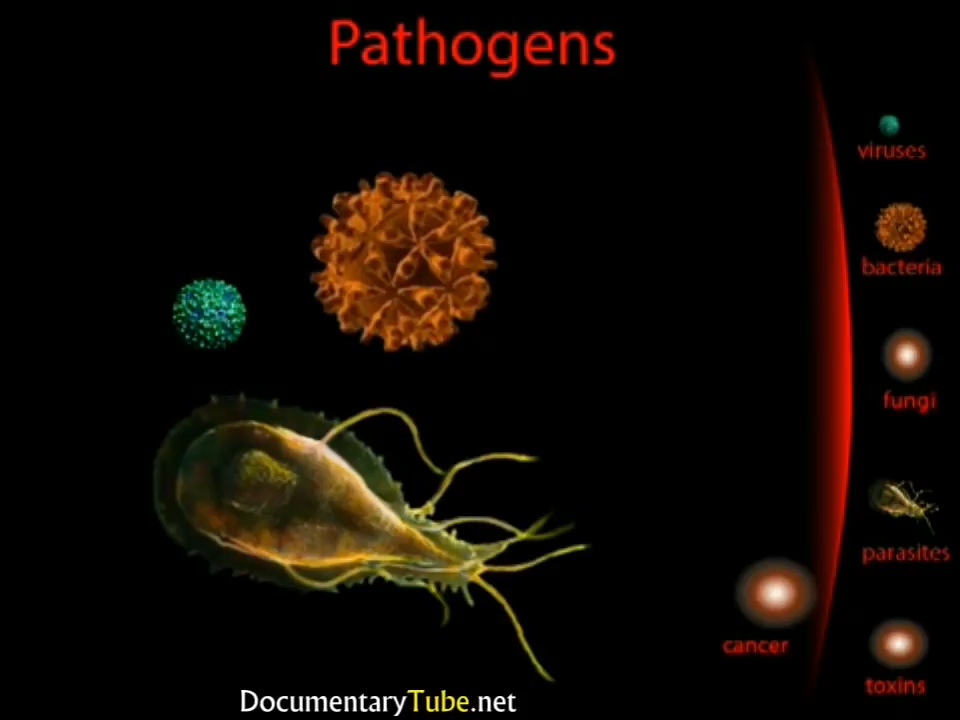 Pathogens
viruses
bacteria
fungi
parasites
cancer
toxins
DocumentaryTube.net